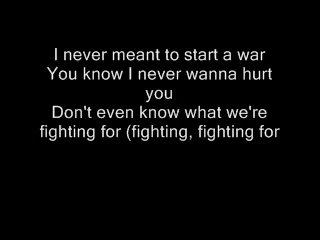 I never meant to start a war
You know I never wanna hurt
you
Don't even know what we're
fighting for (fighting, fighting for